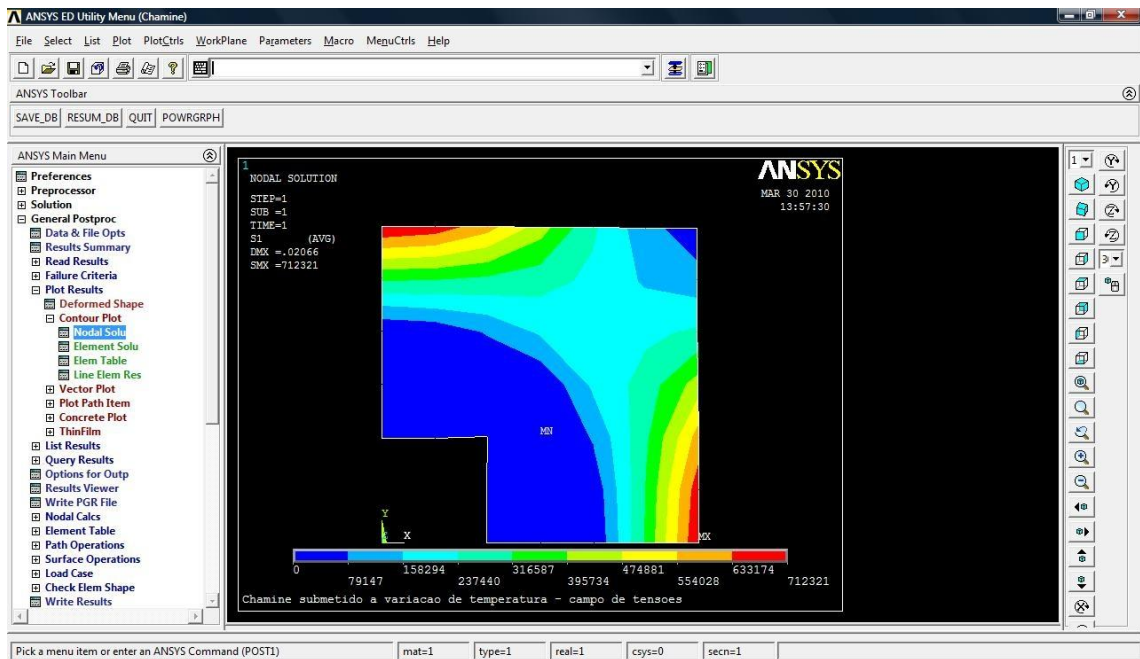 ANSYS ED Utility Menu (Chamine)
File Select List Plot PlotCtrls WorkPlane Parameters Macro MenuCtrls Help
ANSYS Toolbar
SAVE_DB RESUM_DB QUIT POWRGRPH
ANSYS Main Menu
Preferences
Preprocessor
Solution
General Postproc
Data & File Opts
Results Summary
Read Results
Failure Criteria
Plot Results
Deformed Shape
Contour Plot
Nodal Solu
Element Solu
Elem Table
Line Elem Res
Vector Plot
Plot Path Item
Concrete Plot
ThinFilm
List Results
Query Results
Options for Outp
Results Viewer
Write PGR File
Nodal Calcs
Element Table
Path Operations
Surface Operations
Load Case
Check Elem Shape
Write Results
1
NODAL SOLUTION
STEP=1
SUB =1
TIME=1
S1 (AVG)
DMX =.02066
SMX =712321
ANSYS
MAR 30 2010
13:57:30
MN
Y
X
MX
0 158294 316587 474881 633174
79147 237440 395734 554028 712321
Chamine submetido a variacao de temperatura - campo de tensoes
1
Pick a menu item or enter an ANSYS Command (POST1) mat=1 type=1 real=1 csys=0 secn=1